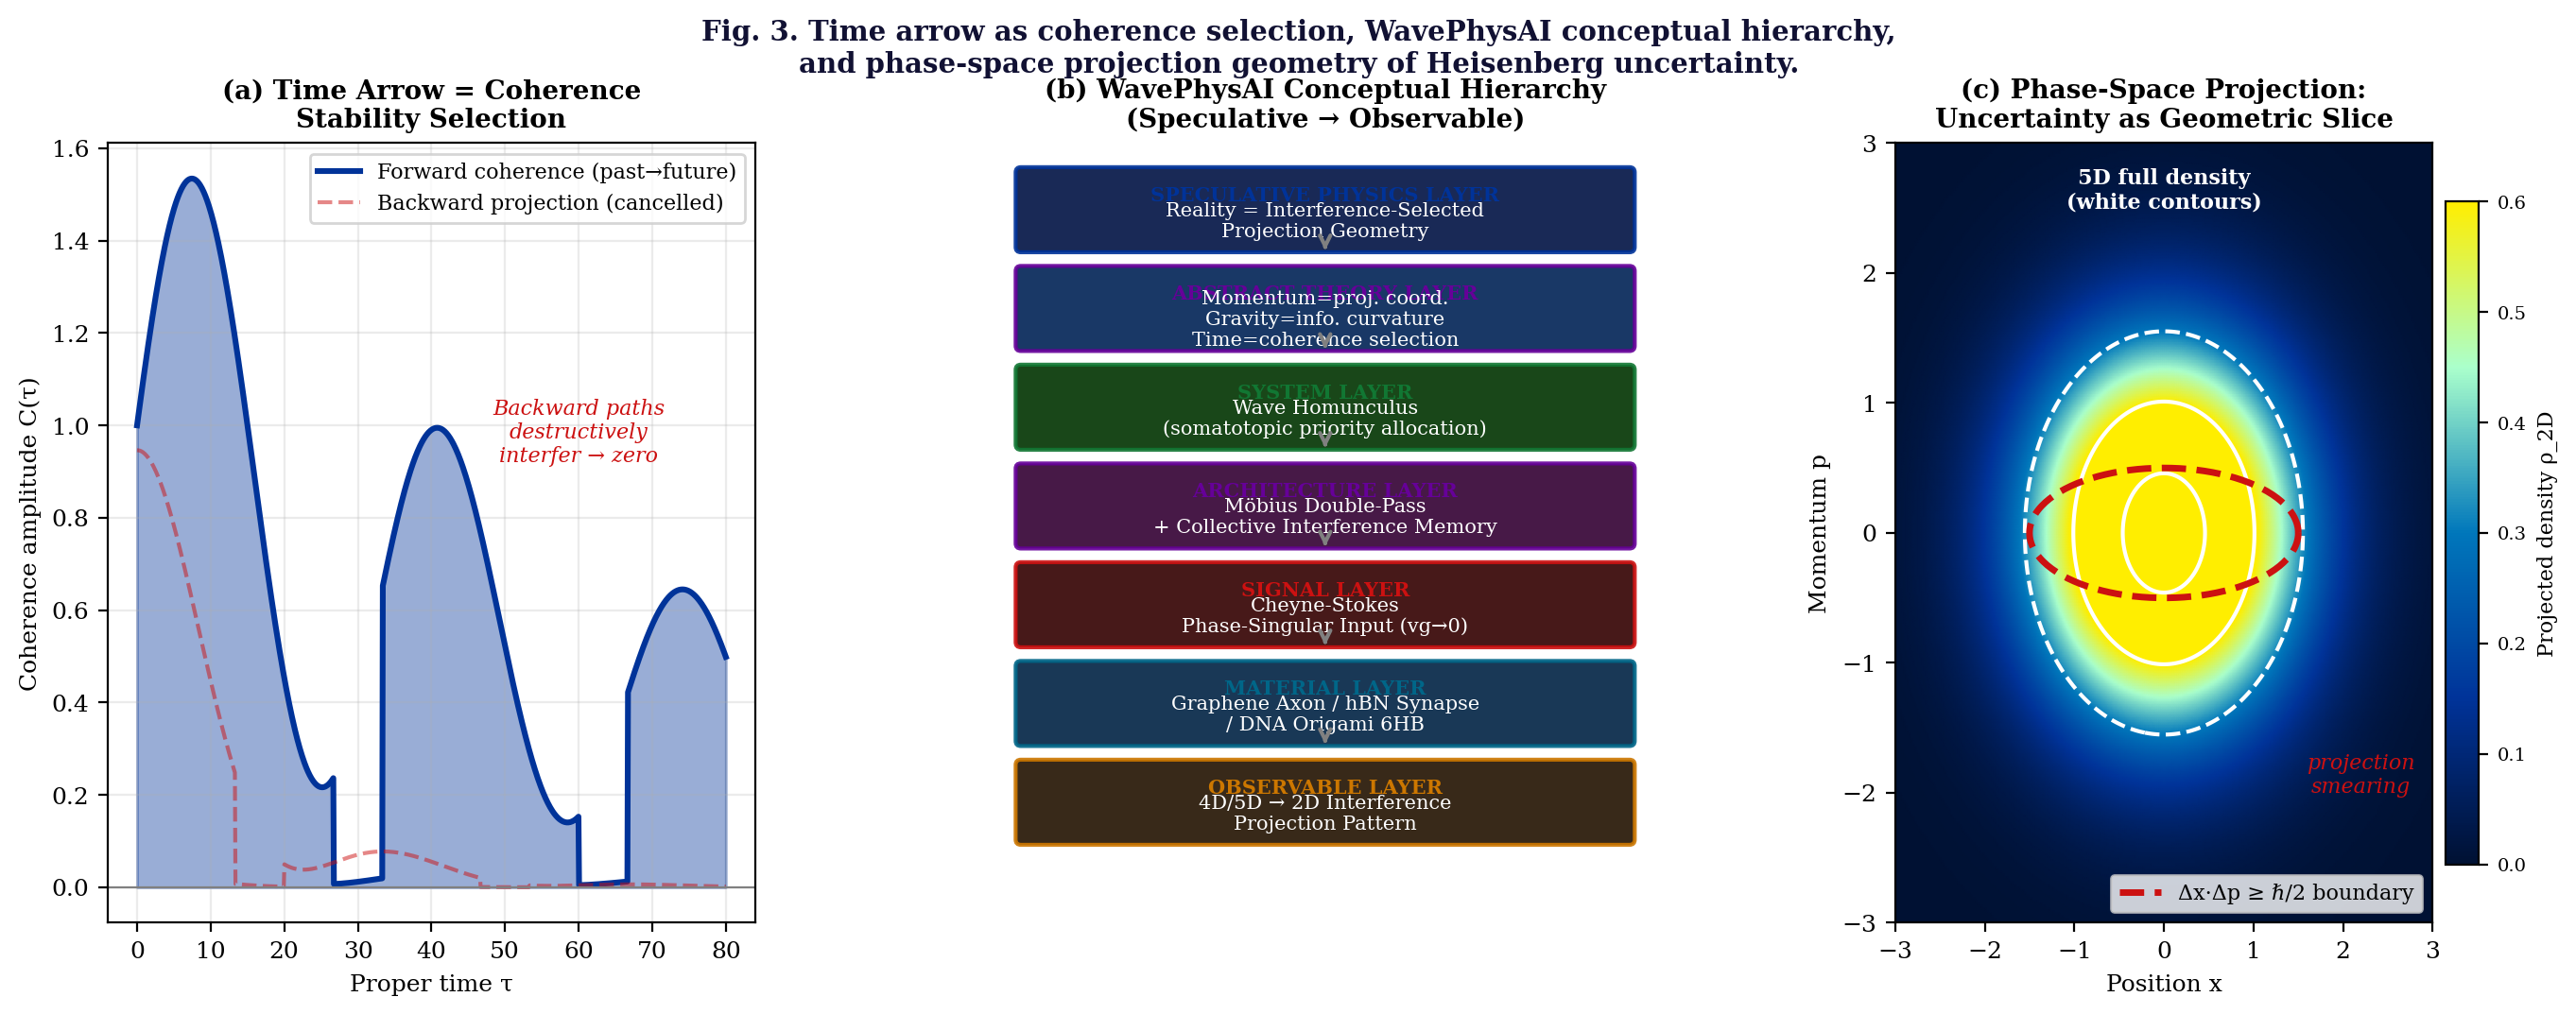 Fig. 3. Time arrow as coherence selection, WavePhysAI conceptual hierarchy,
and phase-space projection geometry of Heisenberg uncertainty.
(a) Time Arrow = Coherence
Stability Selection
1.6
1.4
1.2
1.0
0.8
0.6
0.4
0.2
0.0
Coherence amplitude C(τ)
Forward coherence (past→future)
Backward projection (cancelled)
Backward paths
destructively
interfer → zero
0 10 20 30 40 50 60 70 80
Proper time τ
(b) WavePhysAI Conceptual Hierarchy
(Speculative → Observable)
SPECULATIVE PHYSICS LAYER
Reality = Interference-Selected
Projection Geometry
ABSTRACT THEORY LAYER
Momentum=proj. coord.
Gravity=info. curvature
Time=coherence selection
SYSTEM LAYER
Wave Homunculus
(somatotopic priority allocation)
ARCHITECTURE LAYER
Möbius Double-Pass
+ Collective Interference Memory
SIGNAL LAYER
Cheyne-Stokes
Phase-Singular Input (vg→0)
MATERIAL LAYER
Graphene Axon / hBN Synapse
/ DNA Origami 6HB
OBSERVABLE LAYER
4D/5D → 2D Interference
Projection Pattern
(c) Phase-Space Projection:
Uncertainty as Geometric Slice
3
2
1
0
−1
−2
−3
Momentum p
5D full density
(white contours)
projection
smearing
Δx·Δp ≥ ℏ/2 boundary
−3 −2 −1 0 1 2 3
Position x
0.6
0.5
0.4
0.3
0.2
0.1
0.0
Projected density ρ_2D